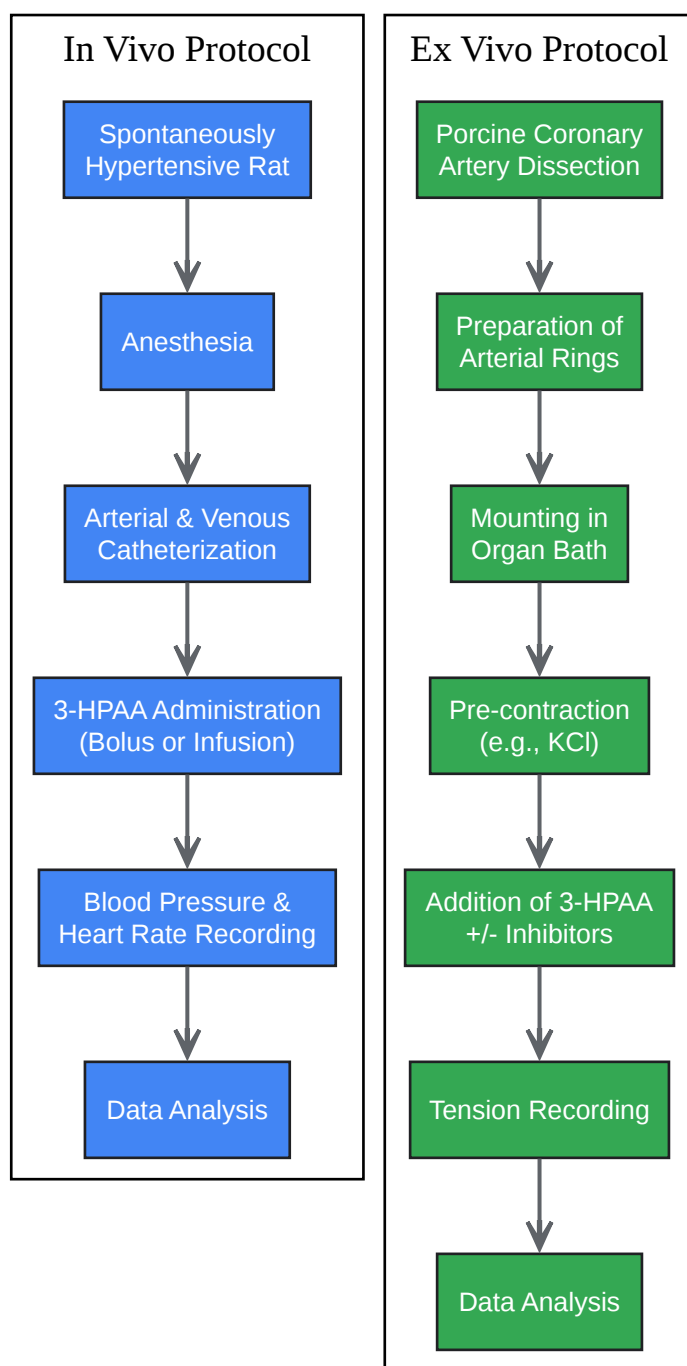 In Vivo Protocol
Spontaneously
Hypertensive Rat
Anesthesia
Arterial & Venous
Catheterization
3-HPAA Administration
(Bolus or Infusion)
Blood Pressure &
Heart Rate Recording
Data Analysis
Ex Vivo Protocol
Porcine Coronary
Artery Dissection
Preparation of
Arterial Rings
Mounting in
Organ Bath
Pre-contraction
(e.g., KCl)
Addition of 3-HPAA
+/- Inhibitors
Tension Recording
Data Analysis